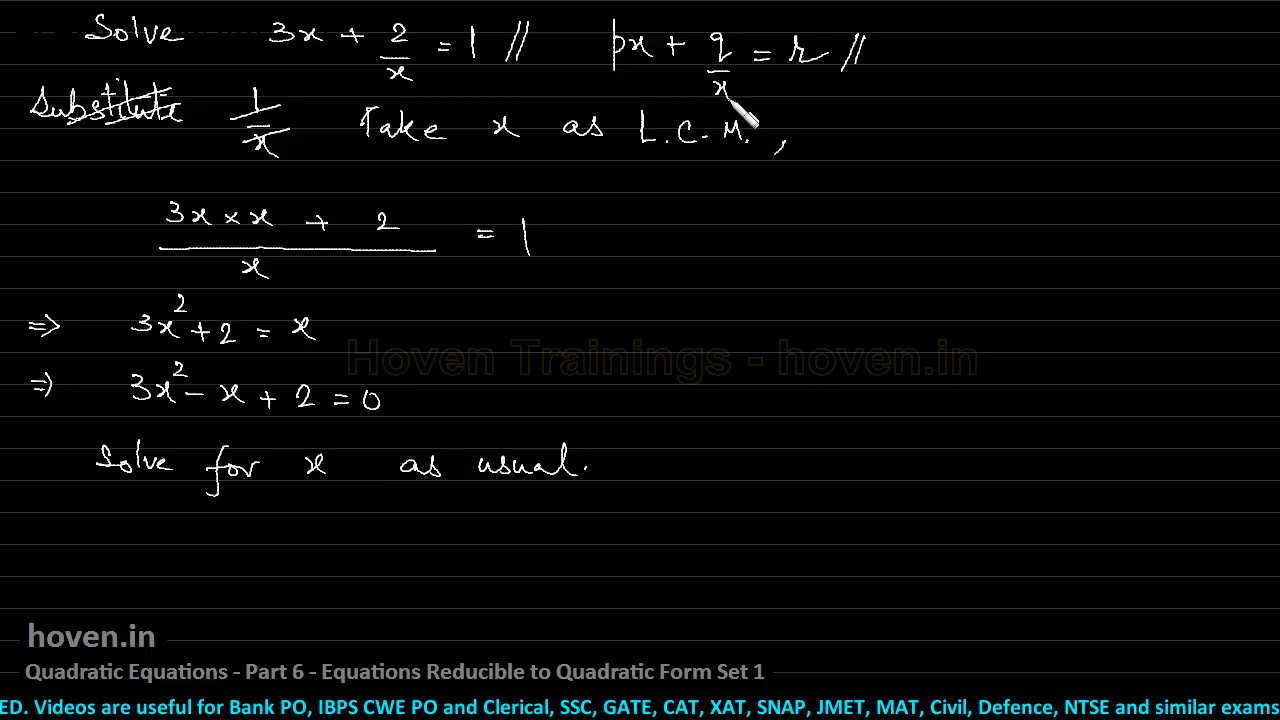 Solve 3x + 2/x = 1 // px + q/x = r //
Substitute 1/x Take x as L.C.M. ,
3x × x + 2 / x = 1
⇒ 3x² + 2 = x
⇒ 3x² - x + 2 = 0
Solve for x as usual.
Hoven Trainings - hoven.in
hoven.in
Quadratic Equations - Part 6 - Equations Reducible to Quadratic Form Set 1
ED. Videos are useful for Bank PO, IBPS CWE PO and Clerical, SSC, GATE, CAT, XAT, SNAP, JMET, MAT, Civil, Defence, NTSE and similar exams